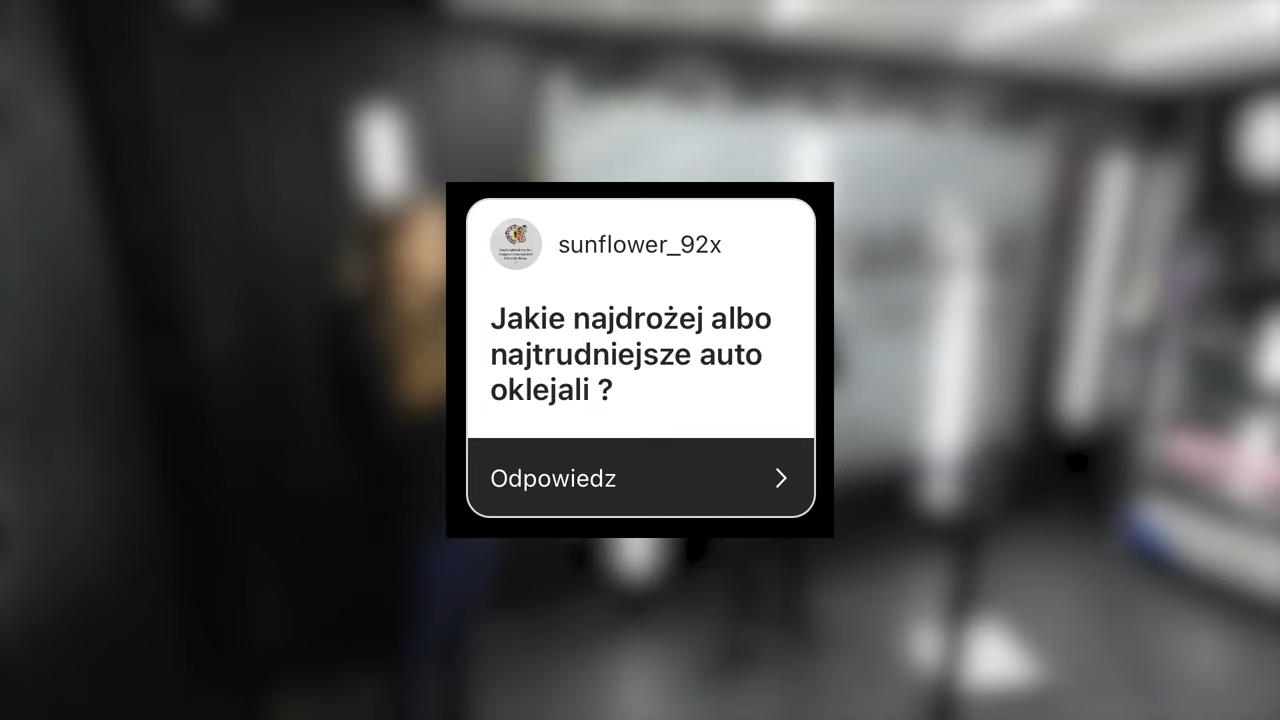 sunflower_92x
Jakie najdrożej albo
najtrudniejsze auto
oklejali ?
Odpowiedz